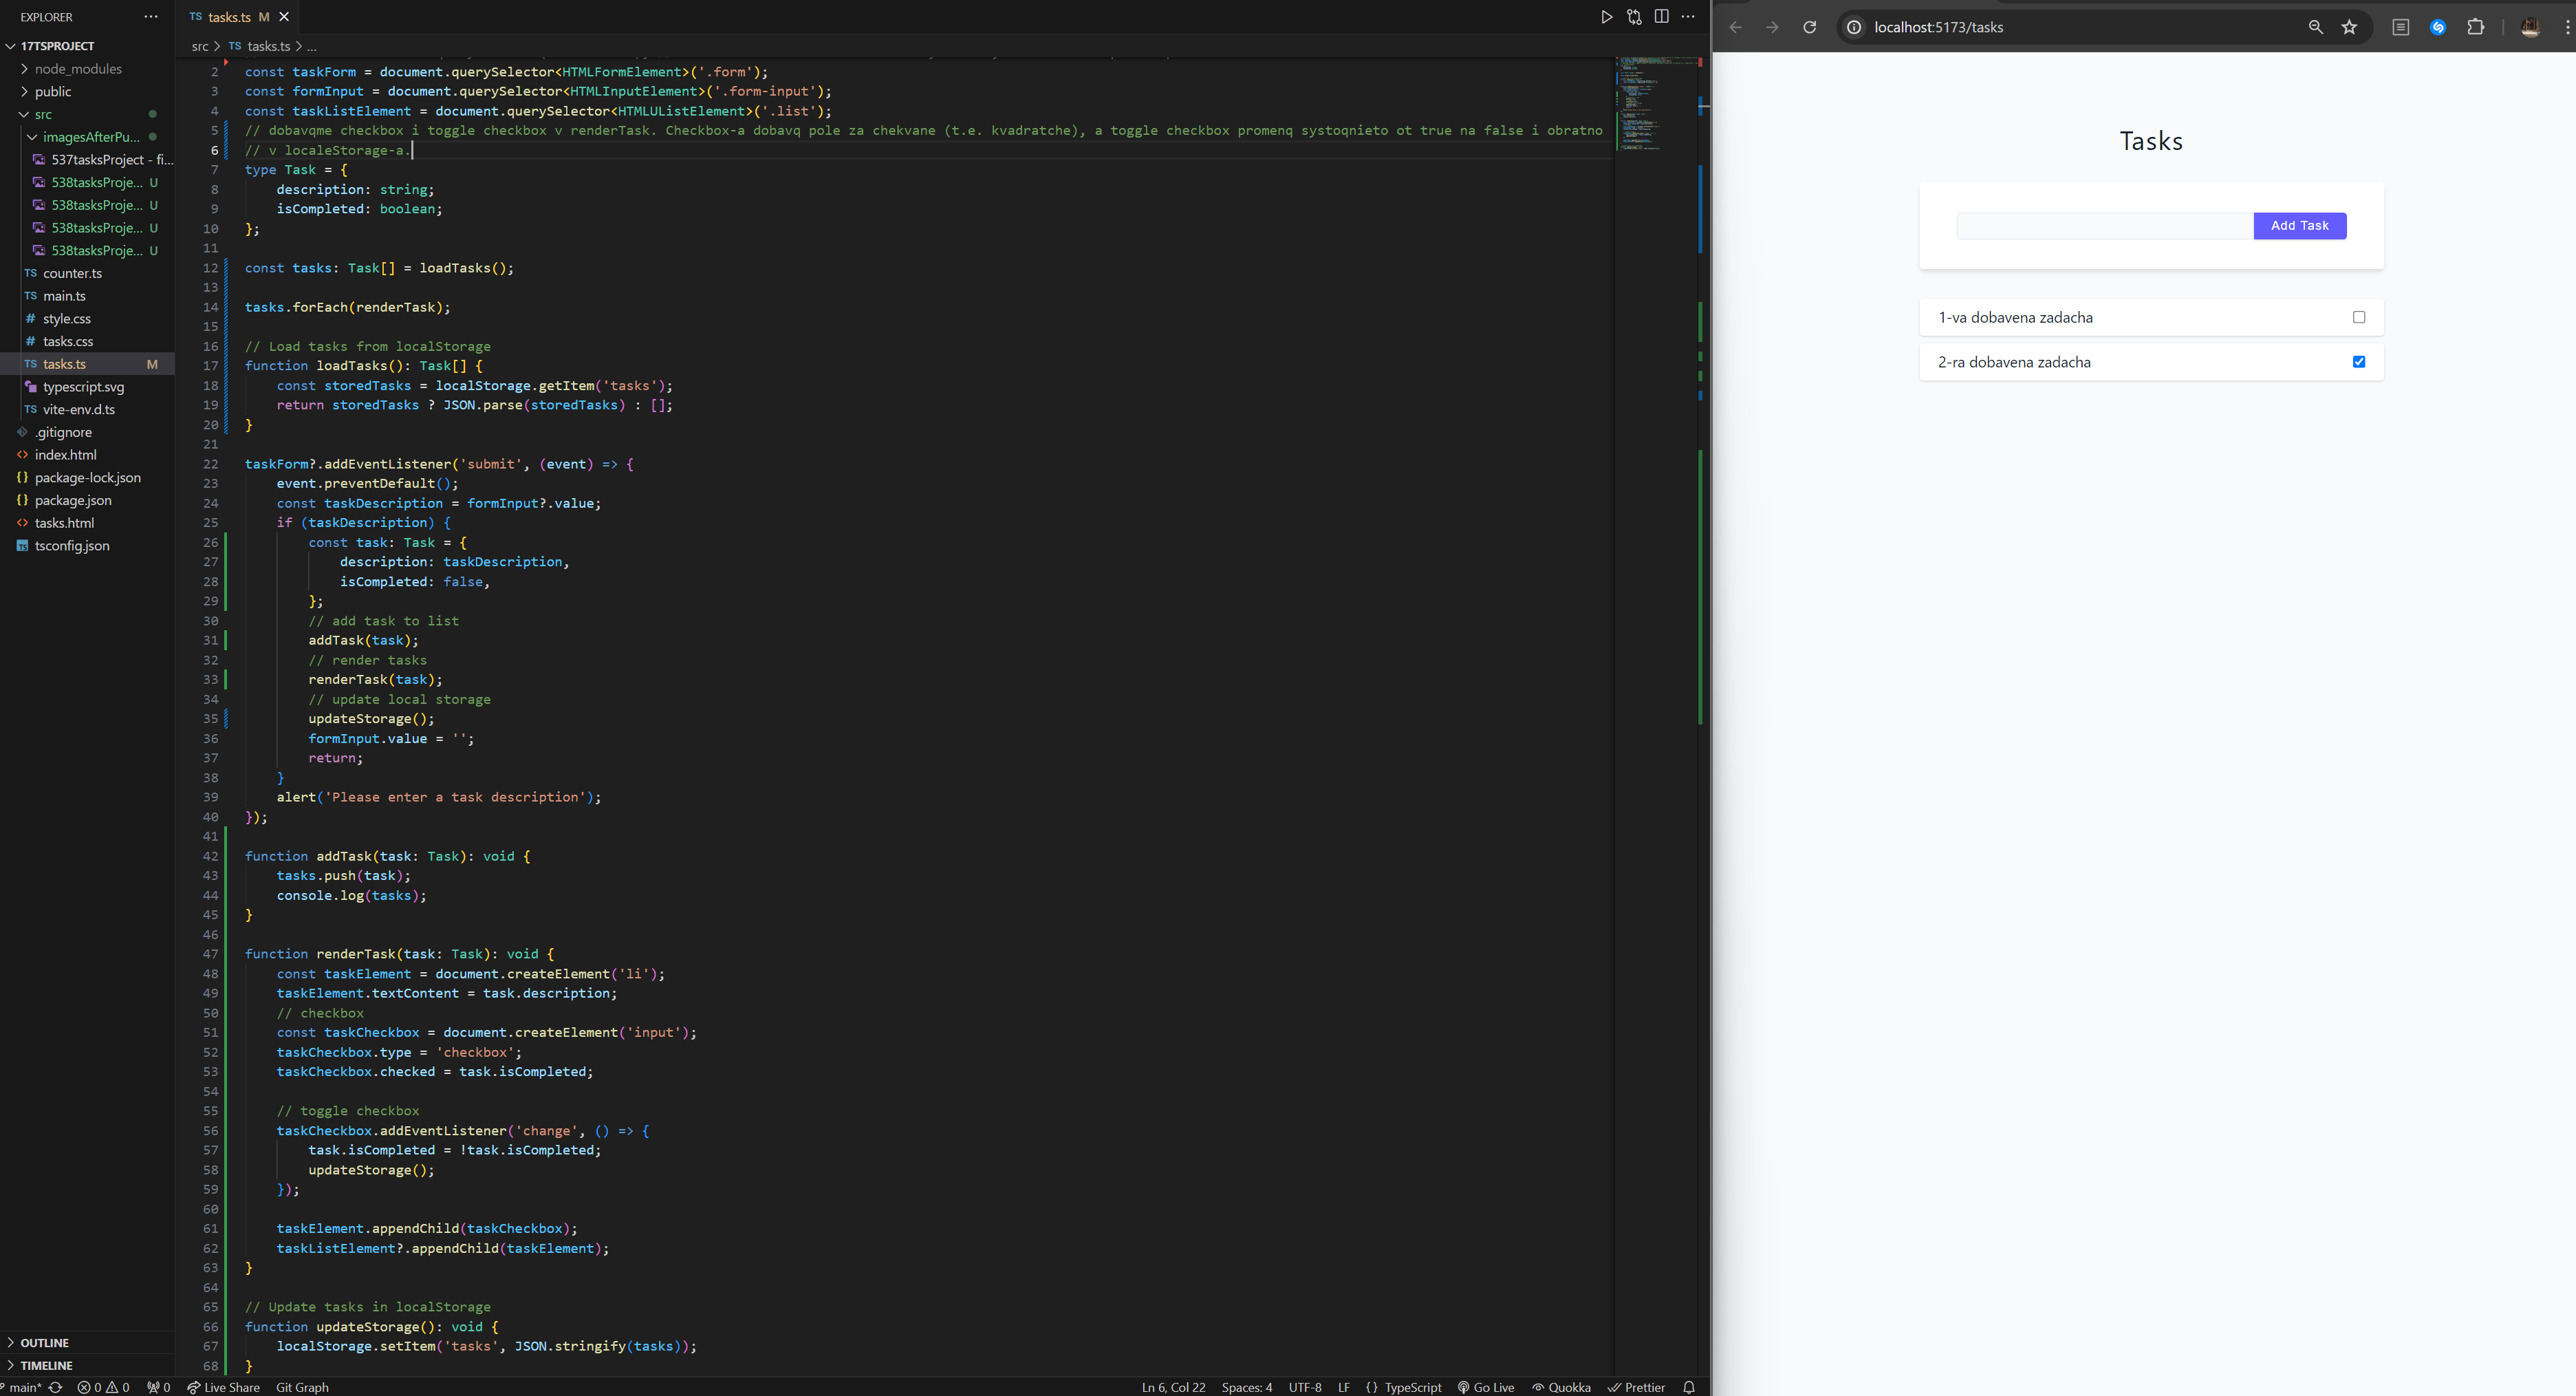 EXPLORER
17TSPROJECT
node_modules
public
src
imagesAfterPu...
537tasksProject - fi...
538tasksProje... U
538tasksProje... U
538tasksProje... U
538tasksProje... U
TS counter.ts
TS main.ts
# style.css
# tasks.css
TS tasks.ts M
typescript.svg
TS vite-env.d.ts
.gitignore
<> index.html
{} package-lock.json
{} package.json
<> tasks.html
TS tsconfig.json
OUTLINE
TIMELINE
TS tasks.ts M
src > TS tasks.ts > ...
2 const taskForm = document.querySelector<HTMLFormElement>('.form');
3 const formInput = document.querySelector<HTMLInputElement>('.form-input');
4 const taskListElement = document.querySelector<HTMLUListElement>('.list');
5 // dobavqme checkbox i toggle checkbox v renderTask. Checkbox-a dobavq pole za chekvane (t.e. kvadratche), a toggle checkbox promenq systoqnieto ot true na false i obratno
6 // v localeStorage-a.
7 type Task = {
8 description: string;
9 isCompleted: boolean;
10 };
11
12 const tasks: Task[] = loadTasks();
13
14 tasks.forEach(renderTask);
15
16 // Load tasks from localStorage
17 function loadTasks(): Task[] {
18 const storedTasks = localStorage.getItem('tasks');
19 return storedTasks ? JSON.parse(storedTasks) : [];
20 }
21
22 taskForm?.addEventListener('submit', (event) => {
23 event.preventDefault();
24 const taskDescription = formInput?.value;
25 if (taskDescription) {
26 const task: Task = {
27 description: taskDescription,
28 isCompleted: false,
29 };
30 // add task to list
31 addTask(task);
32 // render tasks
33 renderTask(task);
34 // update local storage
35 updateStorage();
36 formInput.value = '';
37 return;
38 }
39 alert('Please enter a task description');
40 });
41
42 function addTask(task: Task): void {
43 tasks.push(task);
44 console.log(tasks);
45 }
46
47 function renderTask(task: Task): void {
48 const taskElement = document.createElement('li');
49 taskElement.textContent = task.description;
50 // checkbox
51 const taskCheckbox = document.createElement('input');
52 taskCheckbox.type = 'checkbox';
53 taskCheckbox.checked = task.isCompleted;
54
55 // toggle checkbox
56 taskCheckbox.addEventListener('change', () => {
57 task.isCompleted = !task.isCompleted;
58 updateStorage();
59 });
60
61 taskElement.appendChild(taskCheckbox);
62 taskListElement?.appendChild(taskElement);
63 }
64
65 // Update tasks in localStorage
66 function updateStorage(): void {
67 localStorage.setItem('tasks', JSON.stringify(tasks));
68 }
main* 0 0 0 Live Share Git Graph
Ln 6, Col 22 Spaces: 4 UTF-8 LF {} TypeScript Go Live Quokka Prettier
localhost:5173/tasks
Tasks
Add Task
1-va dobavena zadacha
2-ra dobavena zadacha